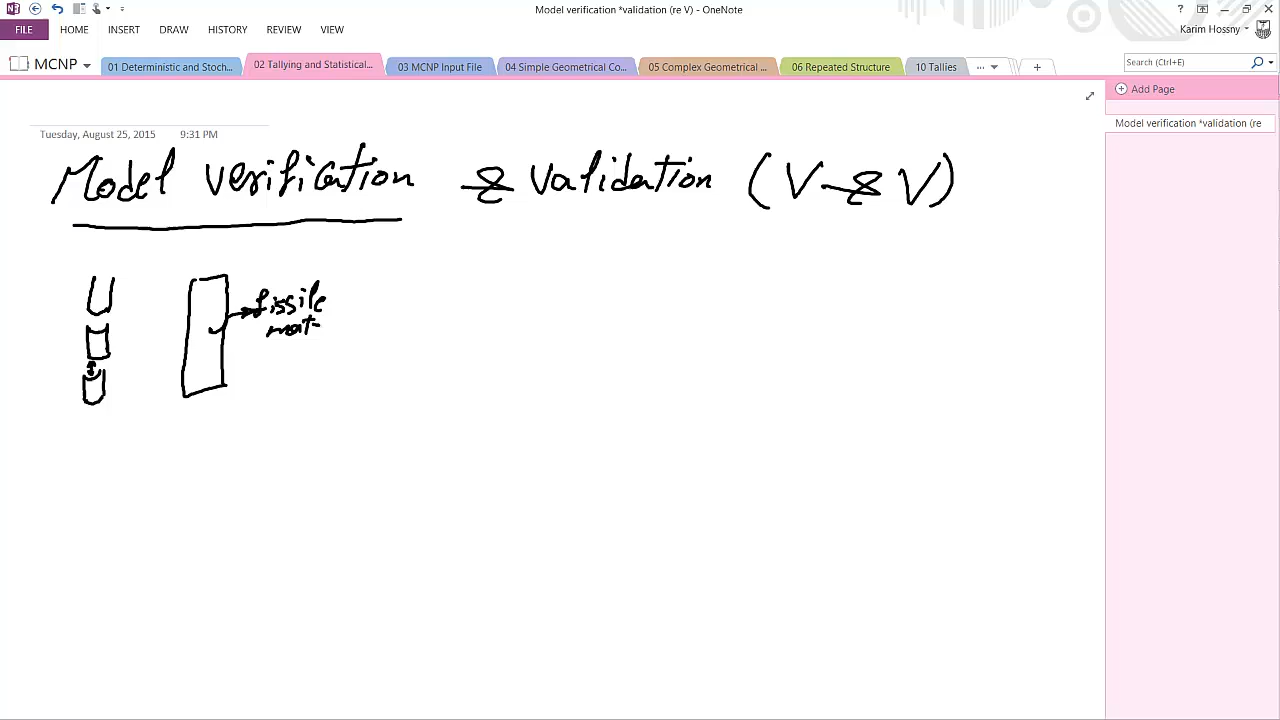 Model verification *validation (re V) - OneNote
?
FILE HOME INSERT DRAW HISTORY REVIEW VIEW
Karim Hossny
MCNP
01 Deterministic and Stoch...
02 Tallying and Statistical...
03 MCNP Input File
04 Simple Geometrical Co...
05 Complex Geometrical ...
06 Repeated Structure
10 Tallies
...
+
Search (Ctrl+E)
Add Page
Model verification *validation (re
Tuesday, August 25, 2015 9:31 PM
Model verification & validation (V & V)
fissile
mat-